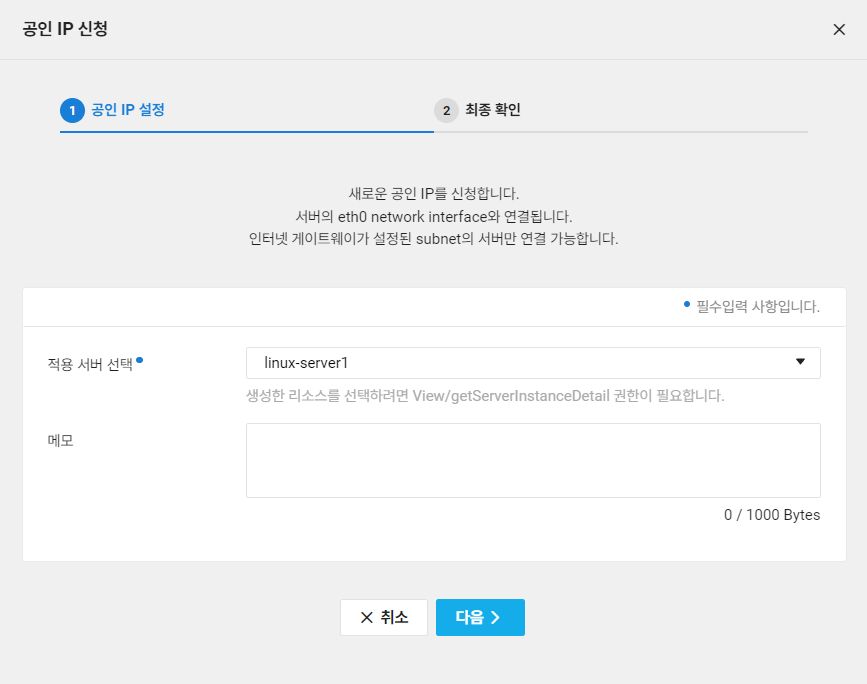 공인 IP 신청
1 공인 IP 설정
2 최종 확인
새로운 공인 IP를 신청합니다.
서버의 eth0 network interface와 연결됩니다.
인터넷 게이트웨이가 설정된 subnet의 서버만 연결 가능합니다.
필수입력 사항입니다.
적용 서버 선택
linux-server1
생성한 리소스를 선택하려면 View/getServerInstanceDetail 권한이 필요합니다.
메모
0 / 1000 Bytes
취소
다음